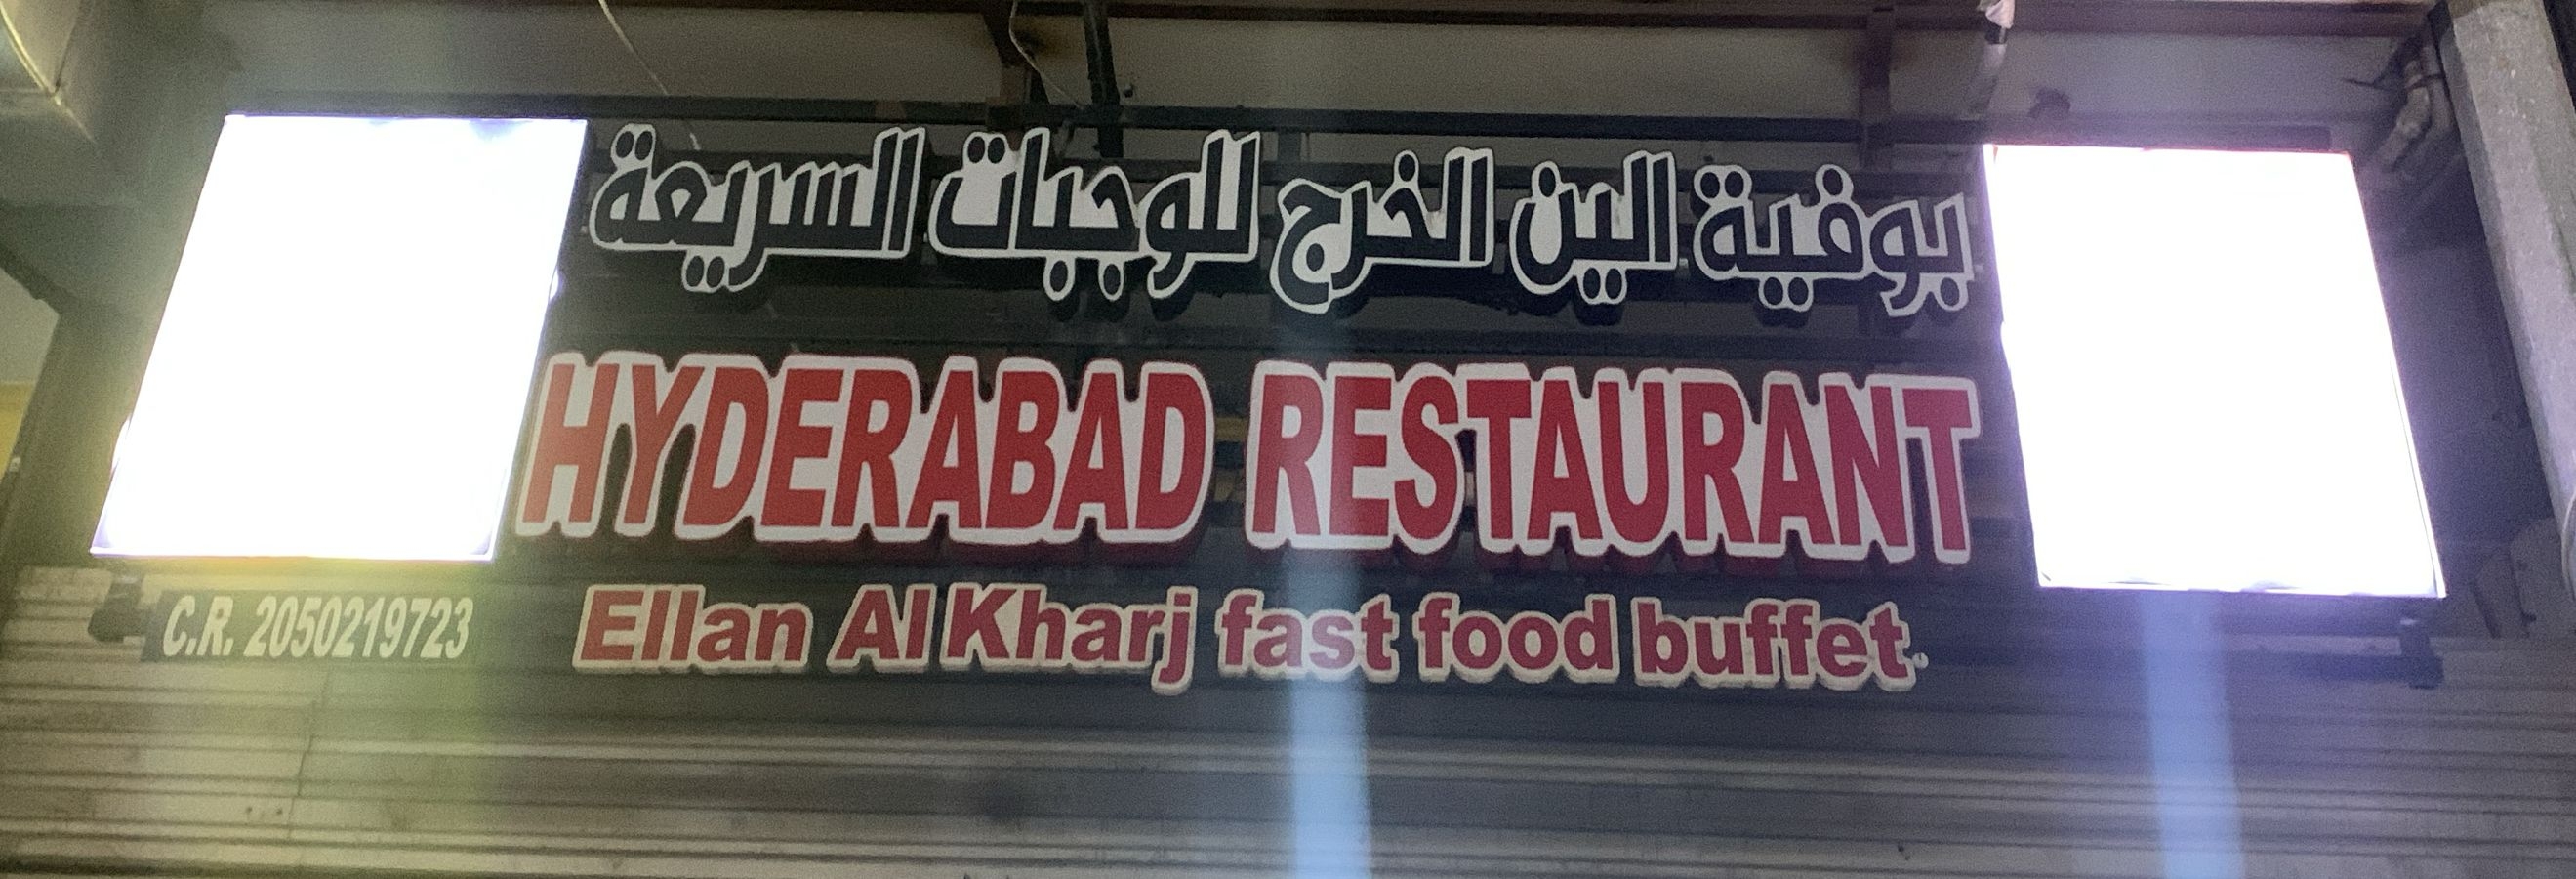 بوفية الين الخرج للوجبات السريعة
HYDERABAD RESTAURANT
Ellan Al Kharj fast food buffet.
C.R. 2050219723